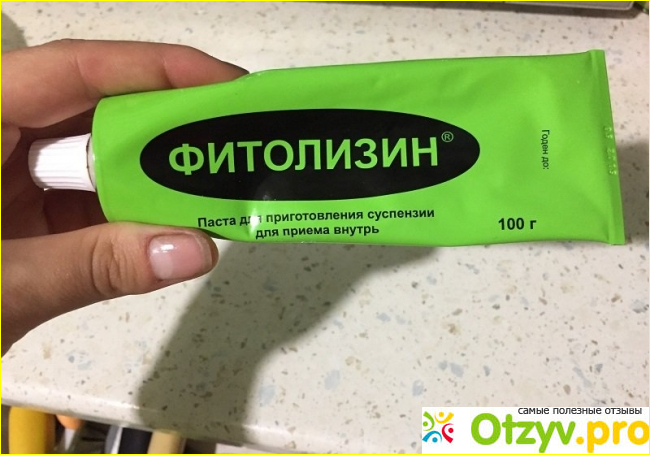 ФИТОЛИЗИН®
Паста для приготовления суспензии
для приема внутрь
100 г
Годен до:
самые полезные отзывы
Otzyv.pro